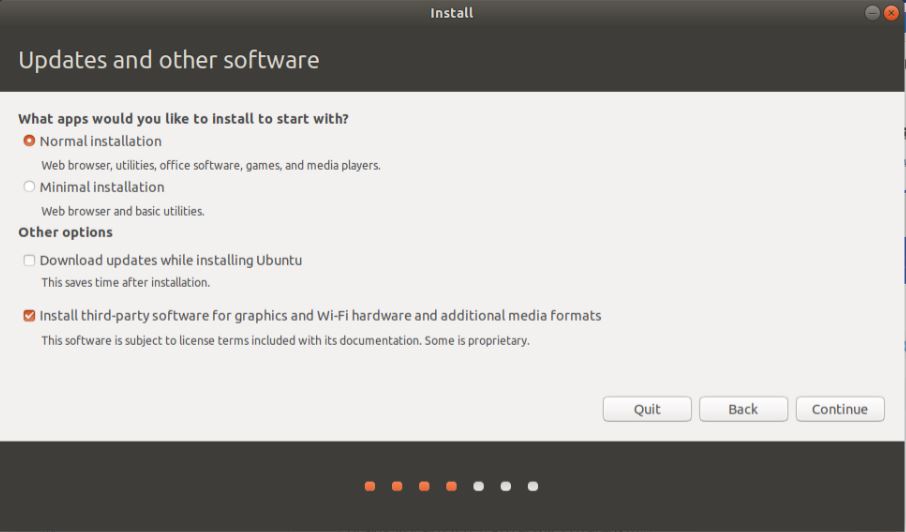 Install
Updates and other software
What apps would you like to install to start with?
Normal installation
Web browser, utilities, office software, games, and media players.
Minimal installation
Web browser and basic utilities.
Other options
Download updates while installing Ubuntu
This saves time after installation.
Install third-party software for graphics and Wi-Fi hardware and additional media formats
This software is subject to license terms included with its documentation. Some is proprietary.
Quit Back Continue